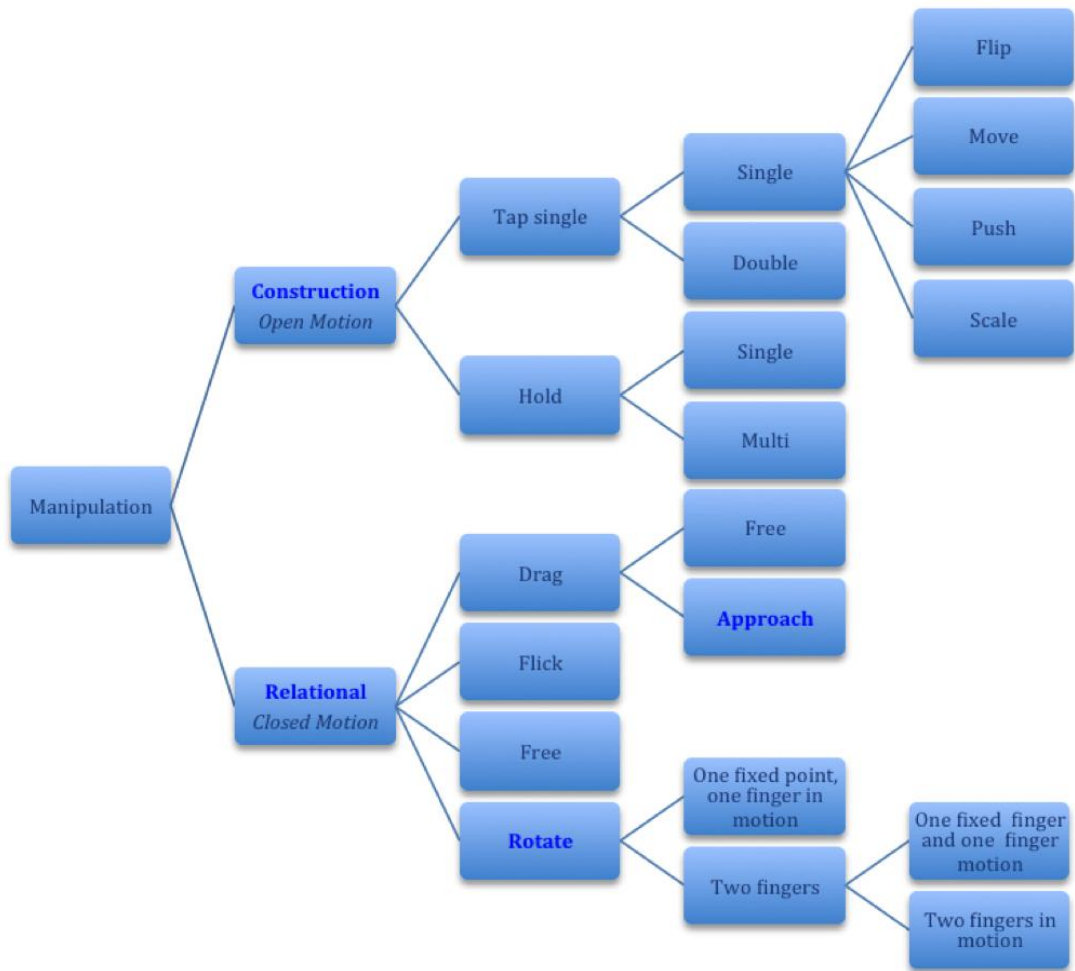 Flip
Move
Single
Tap single
Push
Double
Construction
Open Motion
Scale
Single
Hold
Multi
Manipulation
Free
Drag
Approach
Flick
Relational
Closed Motion
Free
One fixed point,
one finger in
motion
Rotate
One fixed finger
and one finger
motion
Two fingers
Two fingers in
motion